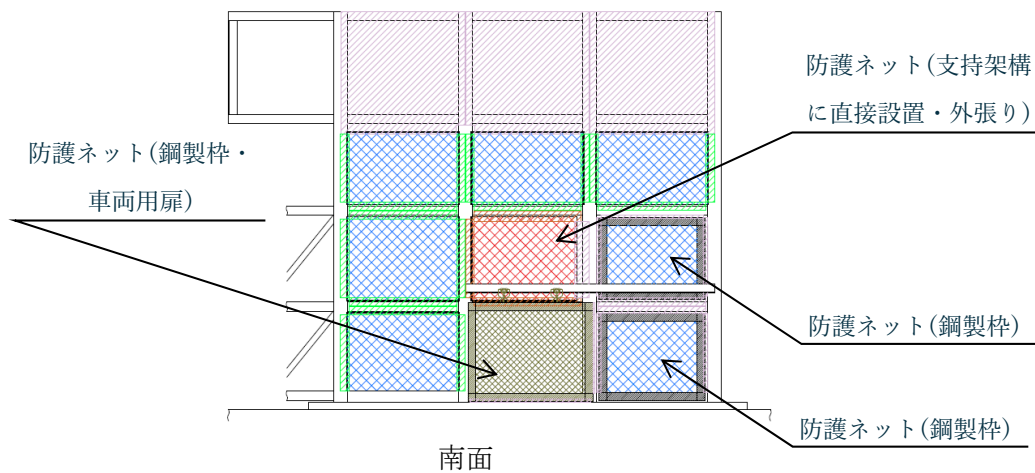 防護ネット(支持架構
に直接設置・外張り)
防護ネット(鋼製枠・
車両用扉)
防護ネット(鋼製枠)
防護ネット(鋼製枠)
南面